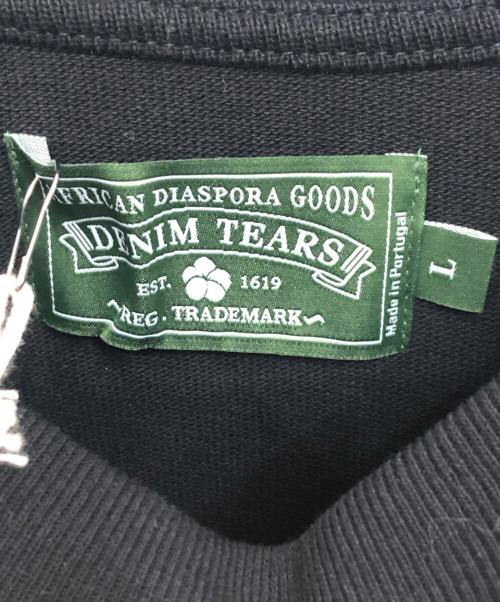 AFRICAN DIASPORA GOODS
DENIM TEARS
EST. 1619
~REG. TRADEMARK~
Made in Portugal
L